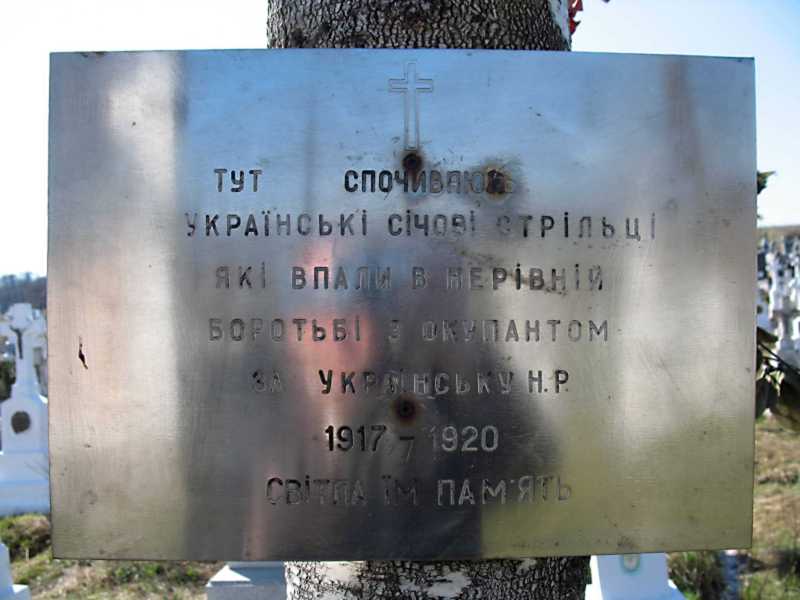 ТУТ СПОЧИВАЮТЬ
УКРАЇНСЬКІ СІЧОВІ СТРІЛЬЦІ
ЯКІ ВПАЛИ В НЕРІВНІЙ
БОРОТЬБІ З ОКУПАНТОМ
ЗА УКРАЇНСЬКУ Н.Р.
1917 - 1920
СВІТЛА ЇМ ПАМ'ЯТЬ